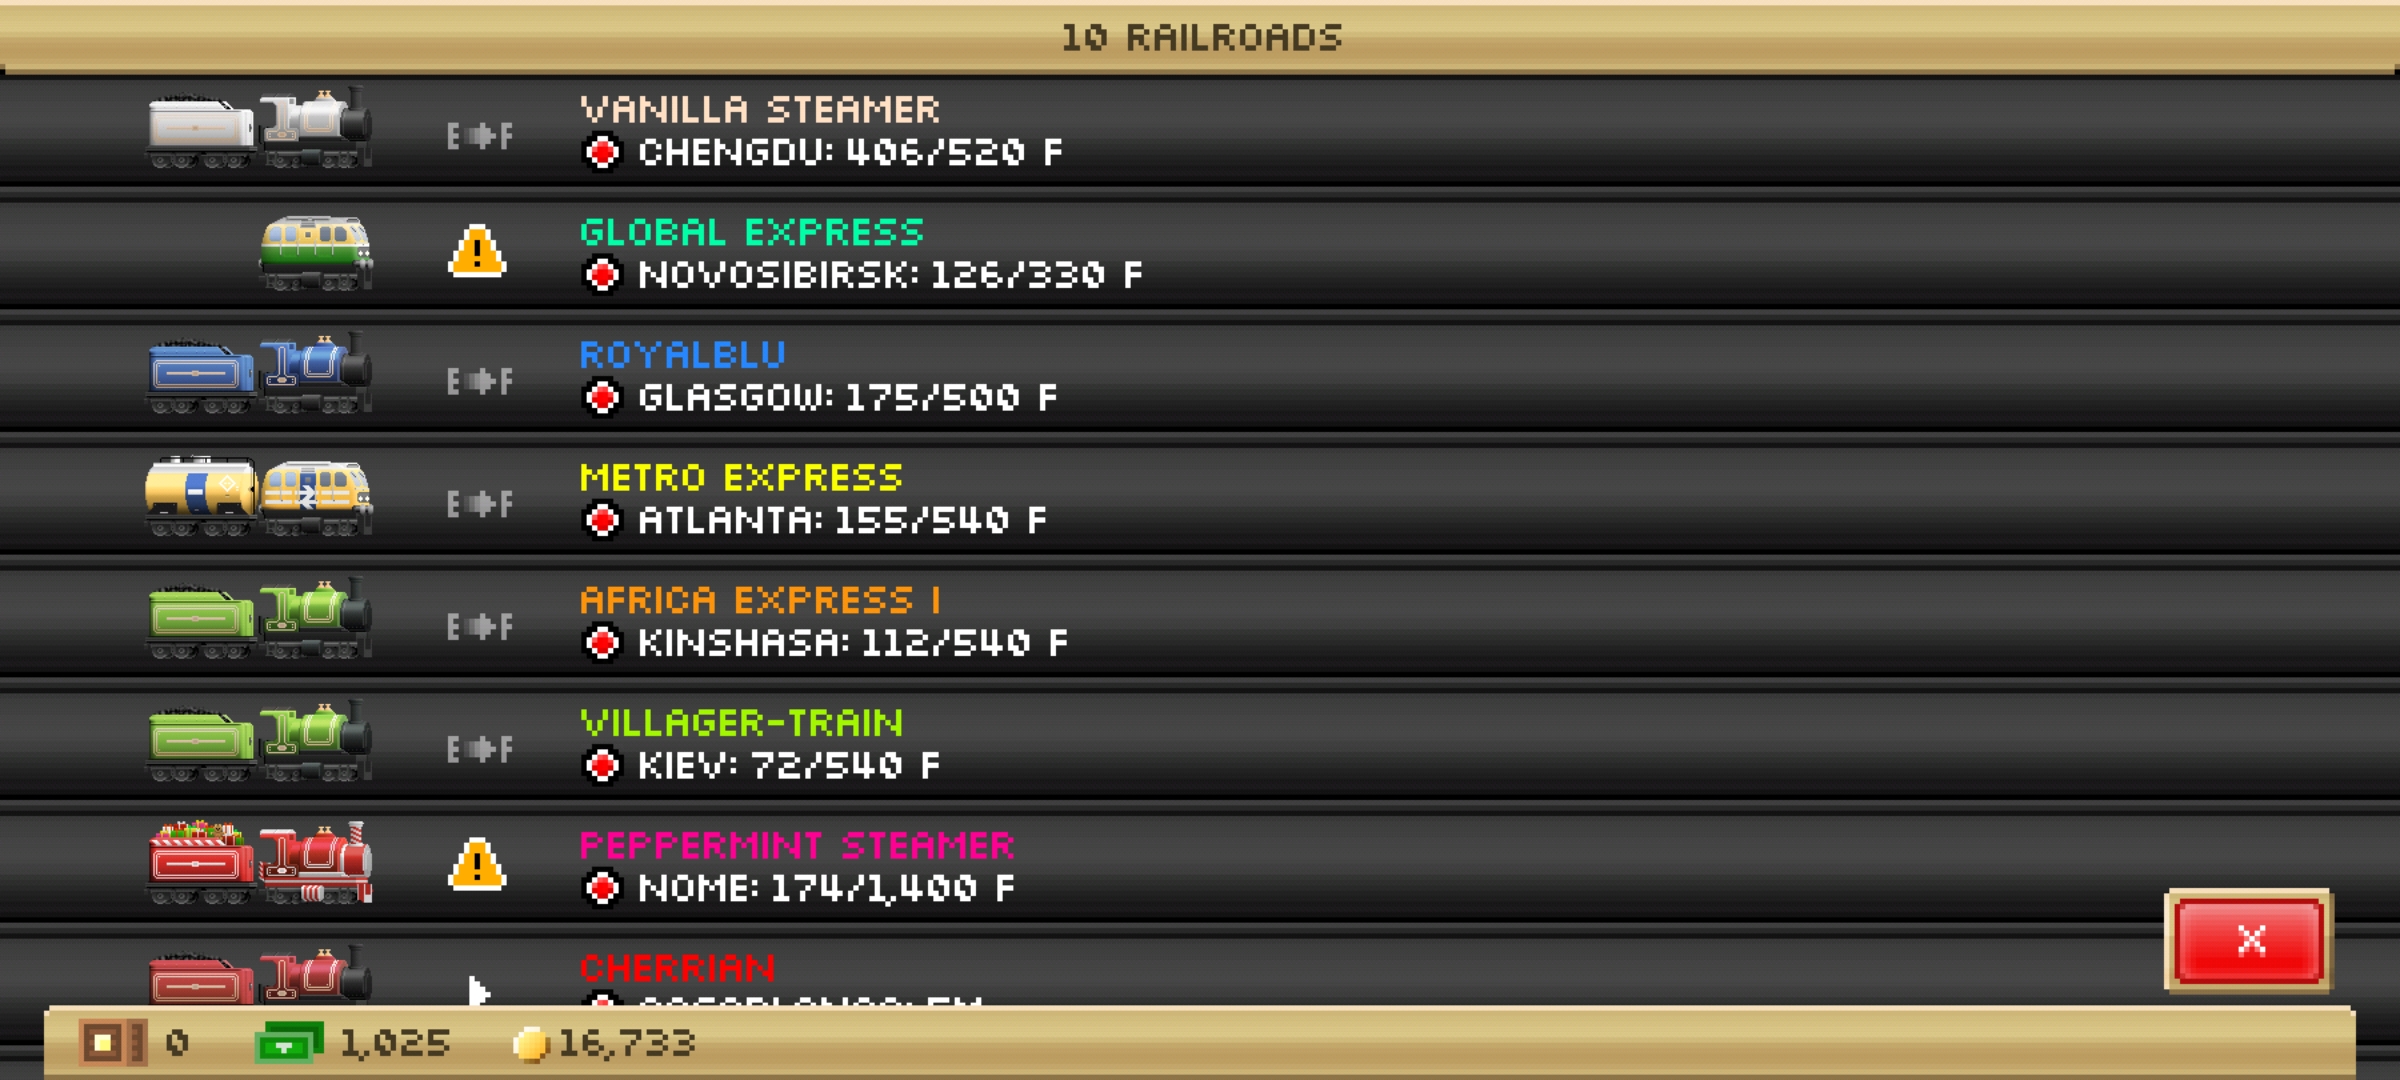 10 RAILROADS
VANILLA STEAMER
E F
CHENGDU: 406/520 F
GLOBAL EXPRESS
!
NOVOSIBIRSK: 126/330 F
ROYALBLU
E F
GLASGOW: 175/500 F
METRO EXPRESS
E F
ATLANTA: 155/540 F
AFRICA EXPRESS I
E F
KINSHASA: 112/540 F
VILLAGER-TRAIN
E F
KIEV: 72/540 F
PEPPERMINT STEAMER
!
NOME: 174/1,400 F
X
CHERRIAN
0 1,025 16,733